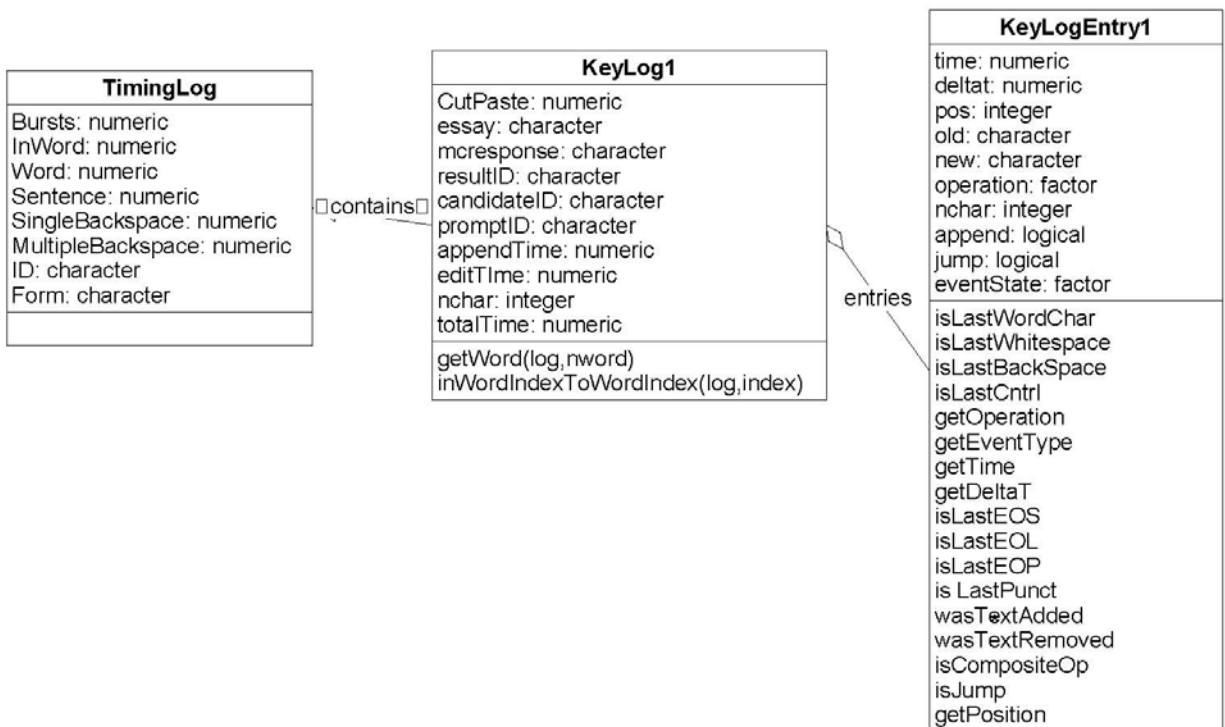 TimingLog
Bursts: numeric
InWord: numeric
Word: numeric
Sentence: numeric
SingleBackspace: numeric
MultipleBackspace: numeric
ID: character
Form: character
□contains□
KeyLog1
CutPaste: numeric
essay: character
mcresponse: character
resultID: character
candidateID: character
promptID: character
appendTime: numeric
editTIme: numeric
nchar: integer
totalTime: numeric
getWord(log,nword)
inWordIndexToWordIndex(log,index)
entries
KeyLogEntry1
time: numeric
deltat: numeric
pos: integer
old: character
new: character
operation: factor
nchar: integer
append: logical
jump: logical
eventState: factor
isLastWordChar
isLastWhitespace
isLastBackSpace
isLastCntrl
getOperation
getEventType
getTime
getDeltaT
isLastEOS
isLastEOL
isLastEOP
is LastPunct
wasTextAdded
wasTextRemoved
isCompositeOp
isJump
getPosition